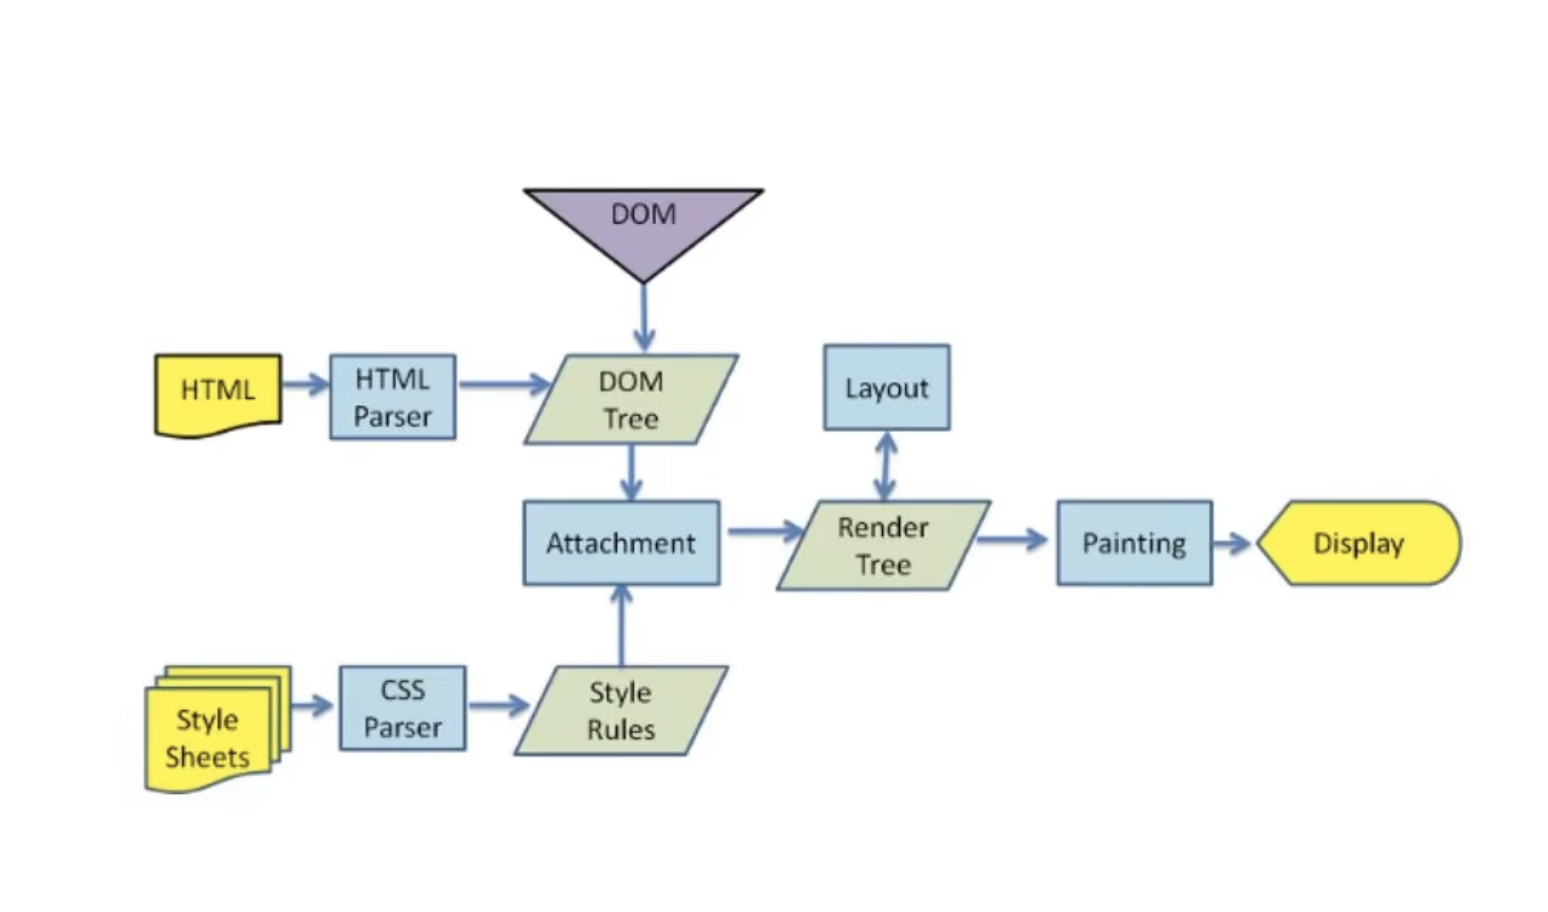 DOM
HTML
HTML
Parser
DOM
Tree
Layout
Attachment
Render
Tree
Painting
Display
Style
Sheets
CSS
Parser
Style
Rules